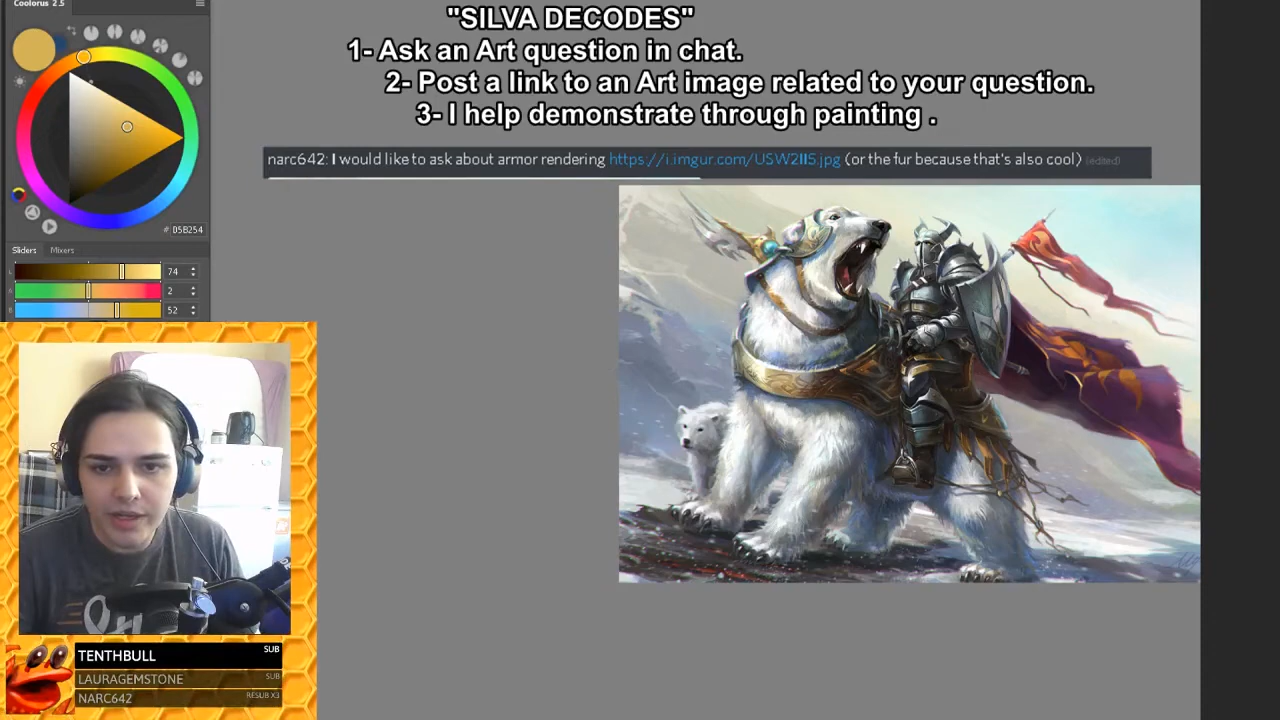 Coolorus 2.5
"SILVA DECODES"
1- Ask an Art question in chat.
2- Post a link to an Art image related to your question.
3- I help demonstrate through painting .
narc642: I would like to ask about armor rendering https://i.imgur.com/USW2II5.jpg (or the fur because that's also cool) (edited)
# D5B254
Sliders Mixers
L 74
A 2
B 52
TENTHBULL SUB
LAURAGEMSTONE SUB
NARC642 RESUB X3